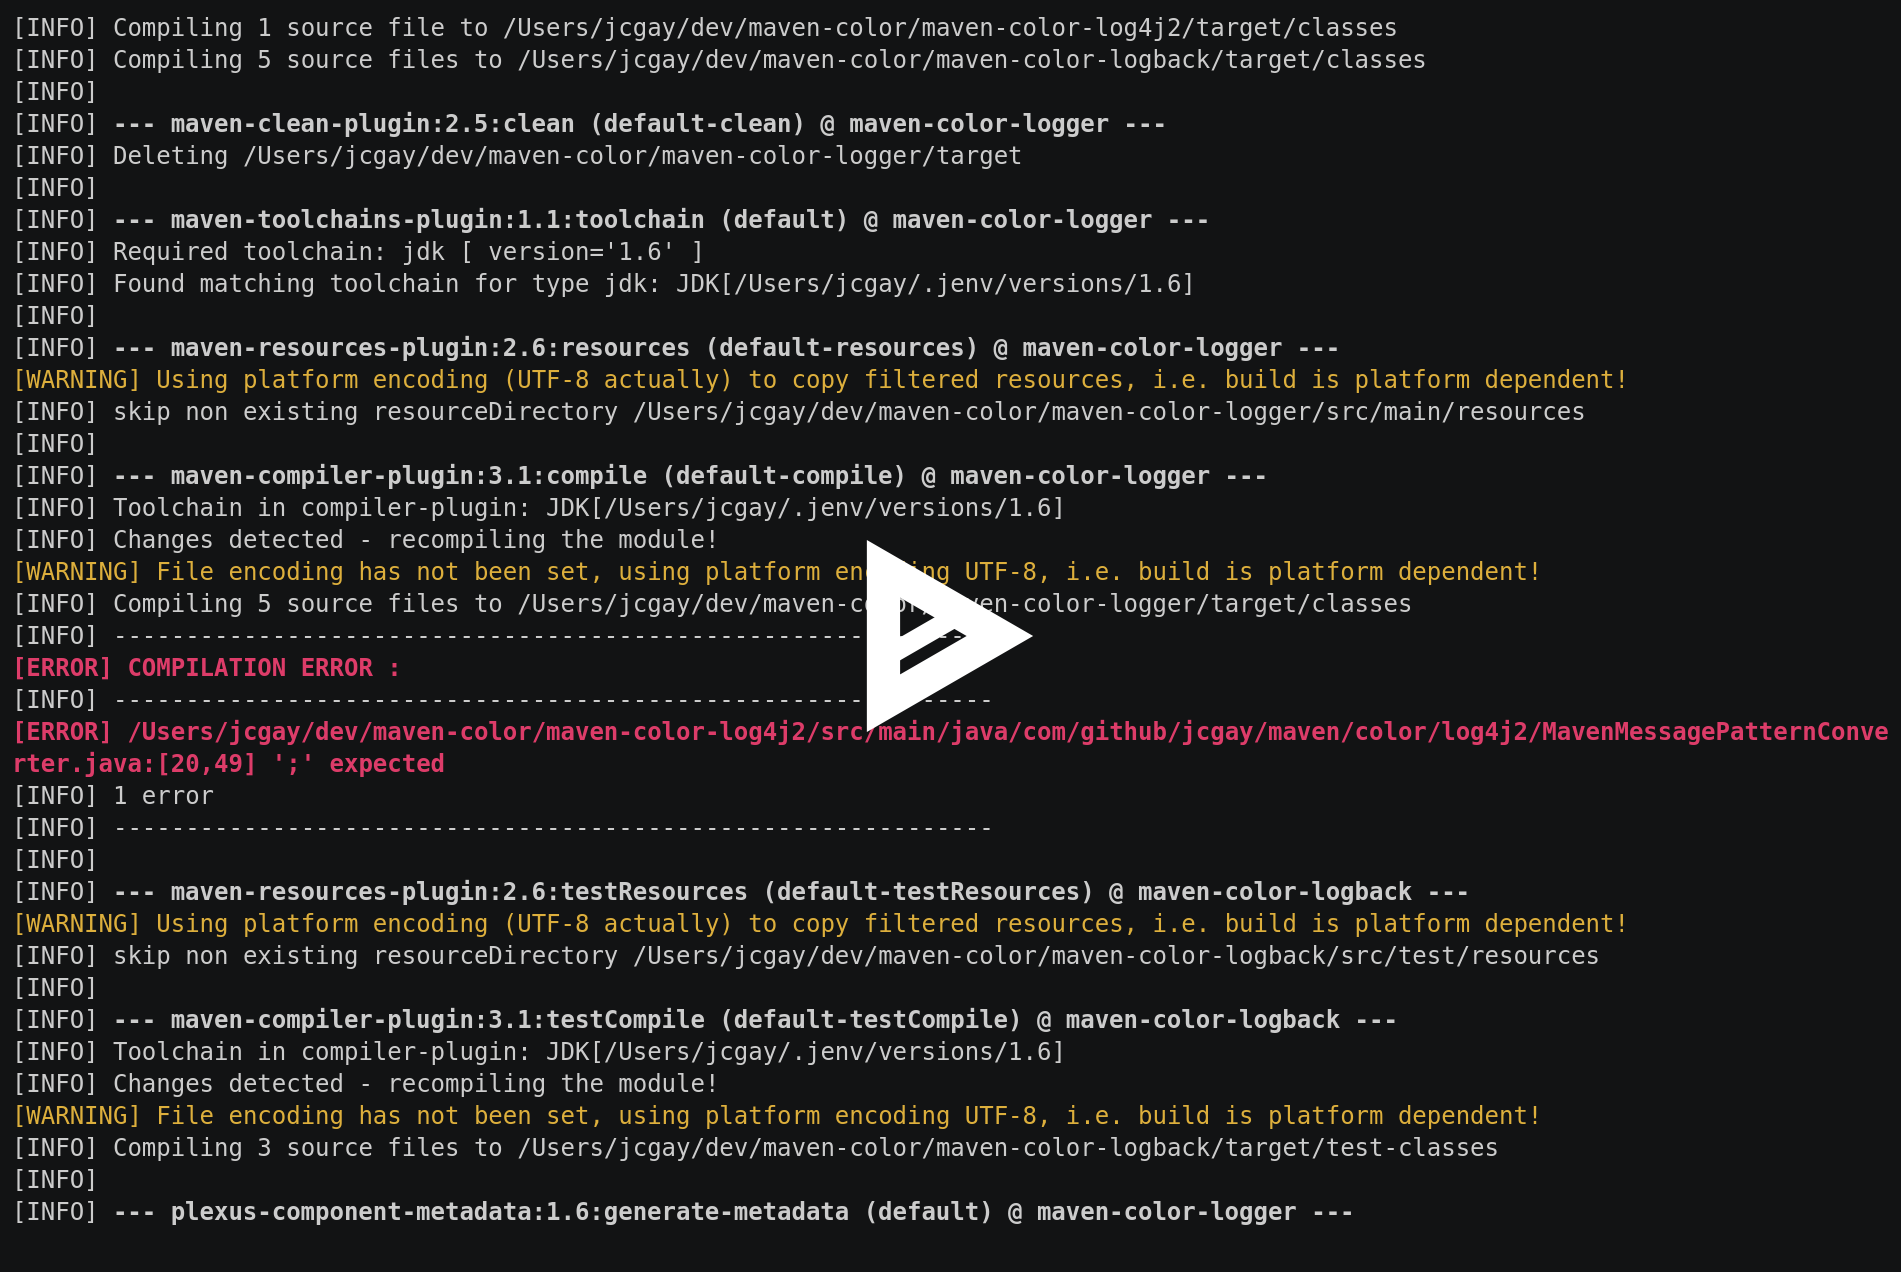 [INFO] Compiling 1 source file to /Users/jcgay/dev/maven-color/maven-color-log4j2/target/classes
[INFO] Compiling 5 source files to /Users/jcgay/dev/maven-color/maven-color-logback/target/classes
[INFO]
[INFO] --- maven-clean-plugin:2.5:clean (default-clean) @ maven-color-logger ---
[INFO] Deleting /Users/jcgay/dev/maven-color/maven-color-logger/target
[INFO]
[INFO] --- maven-toolchains-plugin:1.1:toolchain (default) @ maven-color-logger ---
[INFO] Required toolchain: jdk [ version='1.6' ]
[INFO] Found matching toolchain for type jdk: JDK[/Users/jcgay/.jenv/versions/1.6]
[INFO]
[INFO] --- maven-resources-plugin:2.6:resources (default-resources) @ maven-color-logger ---
[WARNING] Using platform encoding (UTF-8 actually) to copy filtered resources, i.e. build is platform dependent!
[INFO] skip non existing resourceDirectory /Users/jcgay/dev/maven-color/maven-color-logger/src/main/resources
[INFO]
[INFO] --- maven-compiler-plugin:3.1:compile (default-compile) @ maven-color-logger ---
[INFO] Toolchain in compiler-plugin: JDK[/Users/jcgay/.jenv/versions/1.6]
[INFO] Changes detected - recompiling the module!
[WARNING] File encoding has not been set, using platform encoding UTF-8, i.e. build is platform dependent!
[INFO] Compiling 5 source files to /Users/jcgay/dev/maven-color/maven-color-logger/target/classes
[INFO] -------------------------------------------------------------
[ERROR] COMPILATION ERROR :
[INFO] -------------------------------------------------------------
[ERROR] /Users/jcgay/dev/maven-color/maven-color-log4j2/src/main/java/com/github/jcgay/maven/color/log4j2/MavenMessagePatternConve
rter.java:[20,49] ';' expected
[INFO] 1 error
[INFO] -------------------------------------------------------------
[INFO]
[INFO] --- maven-resources-plugin:2.6:testResources (default-testResources) @ maven-color-logback ---
[WARNING] Using platform encoding (UTF-8 actually) to copy filtered resources, i.e. build is platform dependent!
[INFO] skip non existing resourceDirectory /Users/jcgay/dev/maven-color/maven-color-logback/src/test/resources
[INFO]
[INFO] --- maven-compiler-plugin:3.1:testCompile (default-testCompile) @ maven-color-logback ---
[INFO] Toolchain in compiler-plugin: JDK[/Users/jcgay/.jenv/versions/1.6]
[INFO] Changes detected - recompiling the module!
[WARNING] File encoding has not been set, using platform encoding UTF-8, i.e. build is platform dependent!
[INFO] Compiling 3 source files to /Users/jcgay/dev/maven-color/maven-color-logback/target/test-classes
[INFO]
[INFO] --- plexus-component-metadata:1.6:generate-metadata (default) @ maven-color-logger ---